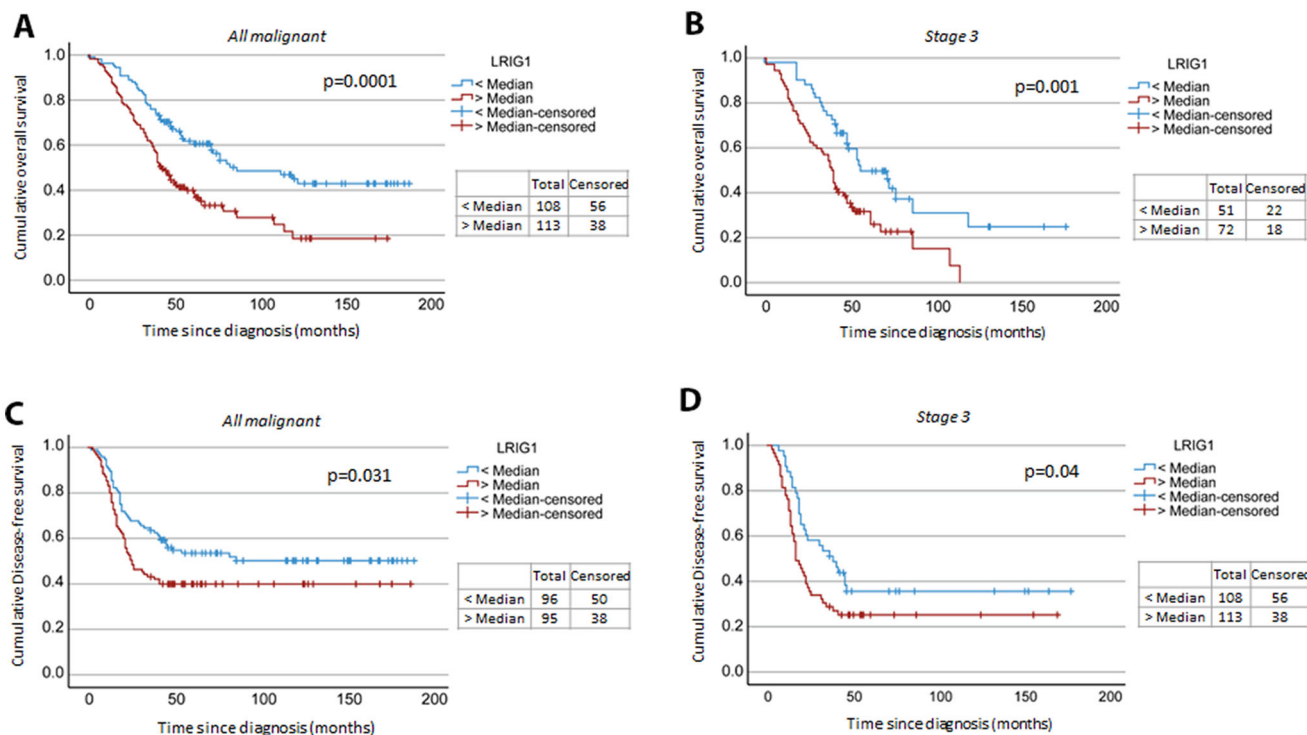 A
All malignant
p=0.0001
LRIG1
< Median
> Median
< Median-censored
> Median-censored
Total Censored
< Median 108 56
> Median 113 38
Cumulative overall survival
1.0
0.8
0.6
0.4
0.2
0.0
0 50 100 150 200
Time since diagnosis (months)
B
Stage 3
p=0.001
LRIG1
< Median
> Median
< Median-censored
> Median-censored
Total Censored
< Median 51 22
> Median 72 18
Cumulative overall survival
1.0
0.8
0.6
0.4
0.2
0.0
0 50 100 150 200
Time since diagnosis (months)
C
All malignant
p=0.031
LRIG1
< Median
> Median
< Median-censored
> Median-censored
Total Censored
< Median 96 50
> Median 95 38
Cumulative Disease-free survival
1.0
0.8
0.6
0.4
0.2
0.0
0 50 100 150 200
Time since diagnosis (months)
D
Stage 3
p=0.04
LRIG1
< Median
> Median
< Median-censored
> Median-censored
Total Censored
< Median 108 56
> Median 113 38
Cumulative Disease-free survival
1.0
0.8
0.6
0.4
0.2
0.0
0 50 100 150 200
Time since diagnosis (months)